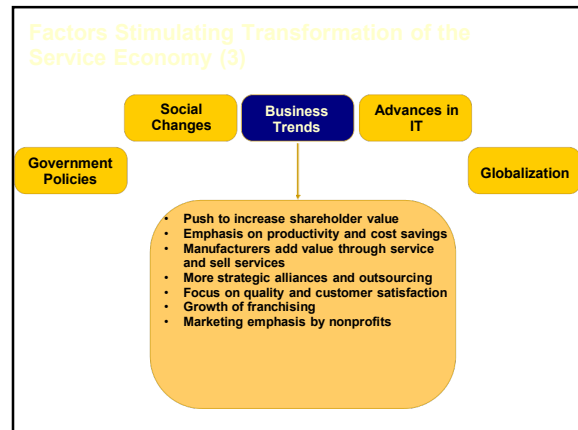 Factors Stimulating Transformation of the
Service Economy (3)
Social
Changes
Business
Trends
Advances in
IT
Government
Policies
Globalization
• Push to increase shareholder value
• Emphasis on productivity and cost savings
• Manufacturers add value through service
and sell services
• More strategic alliances and outsourcing
• Focus on quality and customer satisfaction
• Growth of franchising
• Marketing emphasis by nonprofits